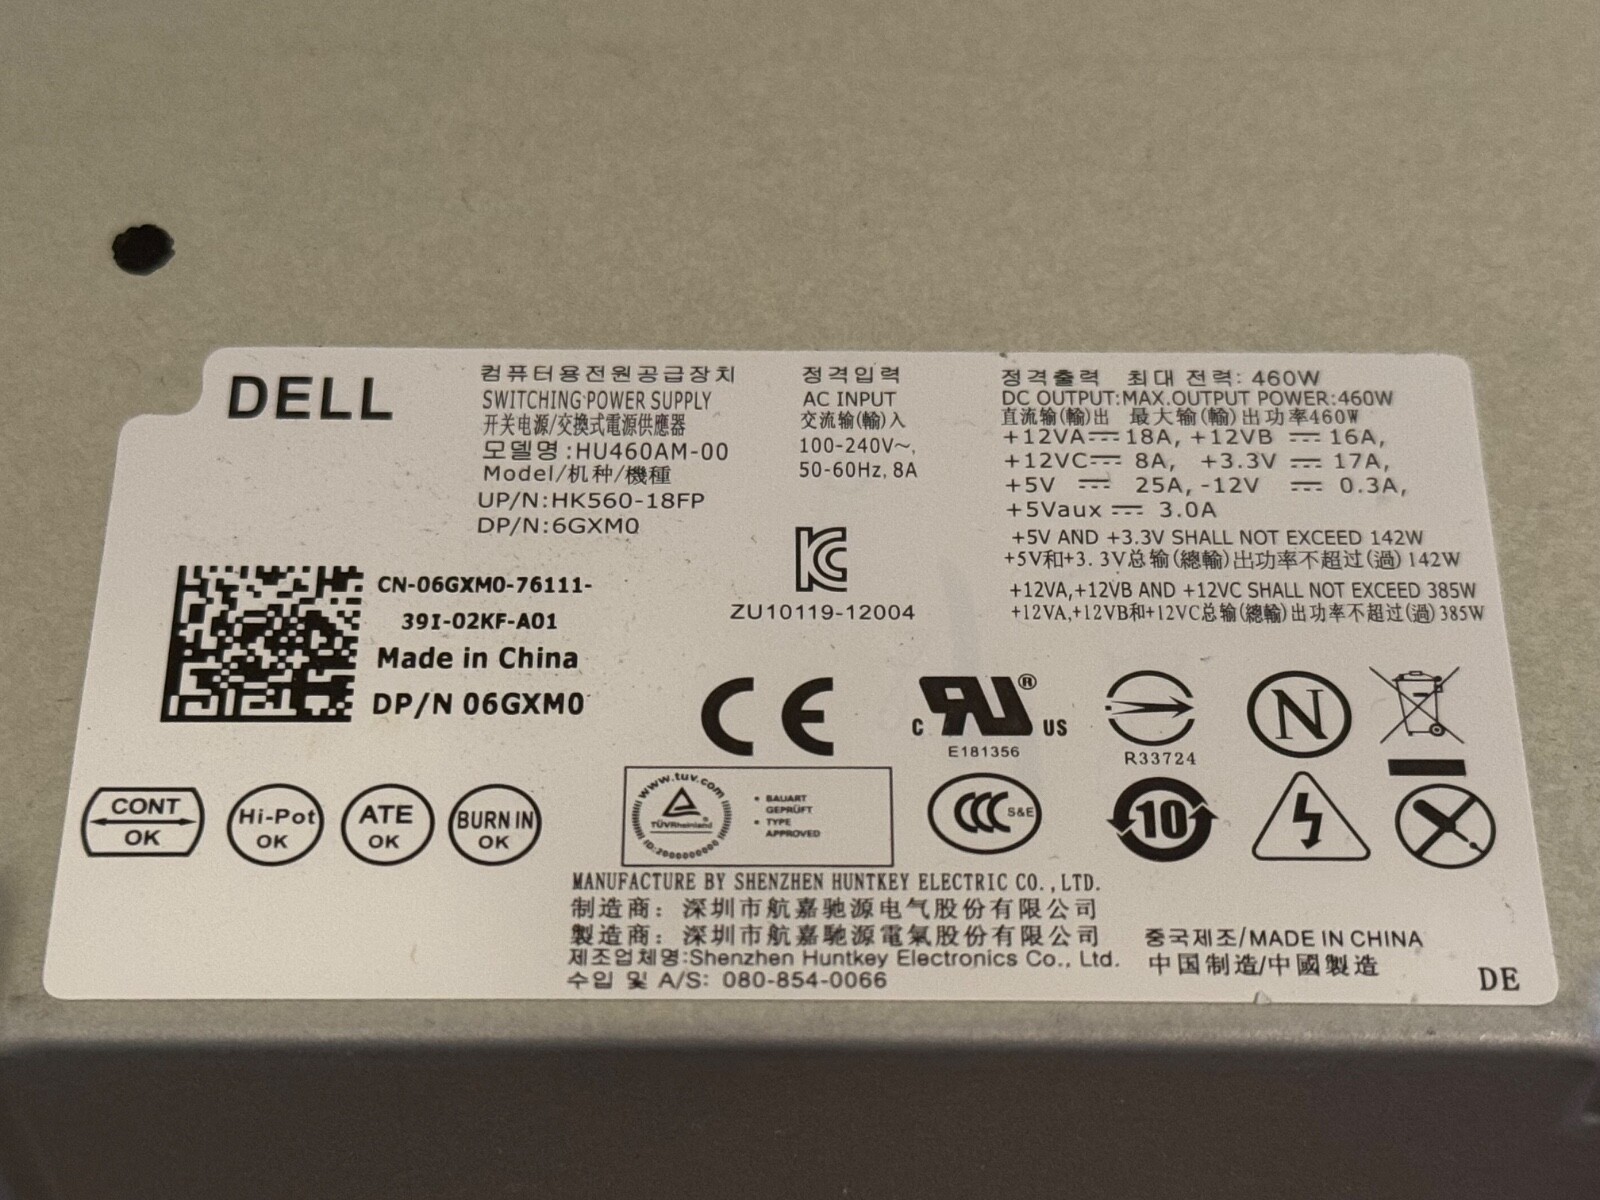 DELL
컴퓨터용전원공급장치
SWITCHING POWER SUPPLY
开关电源/交換式電源供應器
모델명:HU460AM-00
Model/机种/機種
UP/N:HK560-18FP
DP/N:6GXM0
정격입력
AC INPUT
交流输(輸)入
100-240V~,
50-60Hz, 8A
정격출력 최대 전력: 460W
DC OUTPUT:MAX.OUTPUT POWER:460W
直流输(輸)出 最大输(輸)出功率460W
+12VA⎓18A, +12VB ⎓ 16A,
+12VC⎓ 8A, +3.3V ⎓ 17A,
+5V ⎓ 25A, -12V ⎓ 0.3A,
+5Vaux ⎓ 3.0A
+5V AND +3.3V SHALL NOT EXCEED 142W
+5V和+3.3V总输(總輸)出功率不超过(過)142W
+12VA,+12VB AND +12VC SHALL NOT EXCEED 385W
+12VA,+12VB和+12VC总输(總輸)出功率不超过(過)385W
CN-06GXM0-76111-
39I-02KF-A01
Made in China
DP/N 06GXM0
KC
ZU10119-12004
CE
c RU® US
E181356
R33724
N
CONT
OK
Hi-Pot
OK
ATE
OK
BURN IN
OK
www.tuv.com
TÜVRheinland®
ID:2000000000
• BAUART
GEPRÜFT
• TYPE
APPROVED
CCC S&E
10
MANUFACTURE BY SHENZHEN HUNTKEY ELECTRIC CO.,LTD.
制造商: 深圳市航嘉驰源电气股份有限公司
製造商: 深圳市航嘉馳源電氣股份有限公司
제조업체명:Shenzhen Huntkey Electronics Co., Ltd.
수입 및 A/S: 080-854-0066
중국제조/MADE IN CHINA
中国制造/中國製造
DE